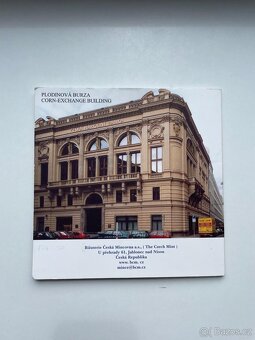 PLODINOVÁ BURZA
CORN-EXCHANGE BUILDING
Bižuterie Česká Mincovna a.s., ( The Czech Mint )
U přehrady 61, Jablonec nad Nisou
Česká Republika
www. bcm. cz
mince@bcm.cz
Sbazoš.cz